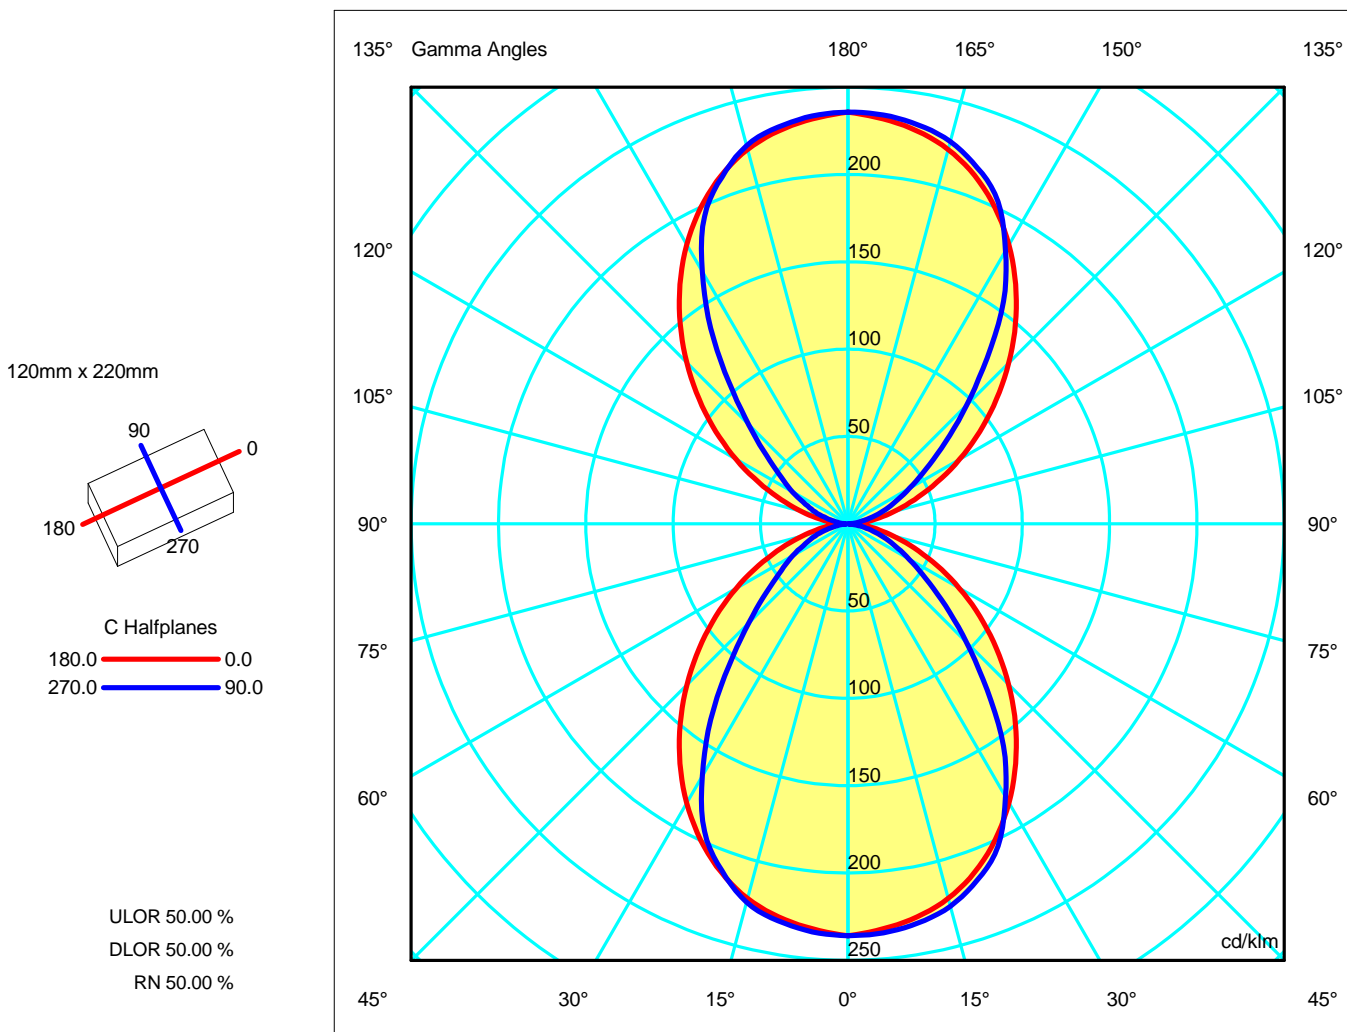 135° Gamma Angles 180° 165° 150° 135°
200
120° 150 120°
100
120mm x 220mm
105° 105°
50
90 0
180 270
90° 90°
50
C Halfplanes
180.0 0.0
270.0 90.0
75° 75°
100
150
60° 60°
200
ULOR 50.00 %
DLOR 50.00 %
RN 50.00 %
250 cd/klm
45° 30° 15° 0° 15° 30° 45°